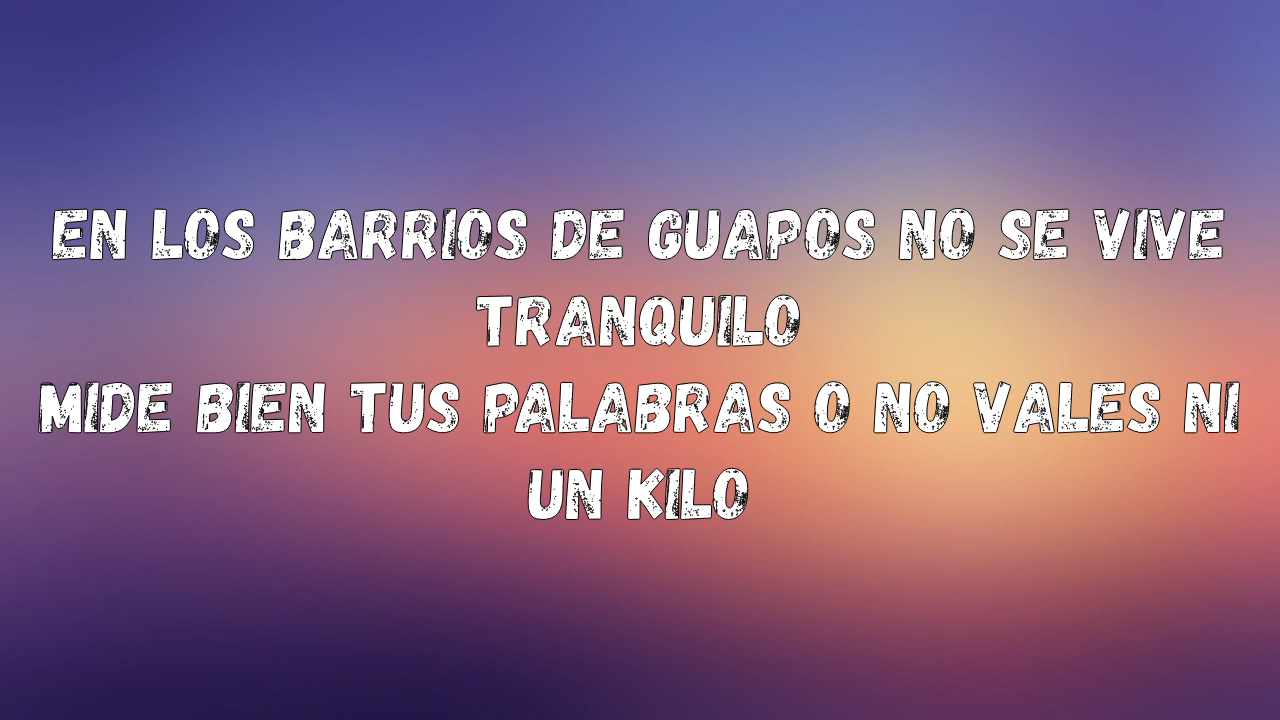 EN LOS BARRIOS DE GUAPOS NO SE VIVE
TRANQUILO
MIDE BIEN TUS PALABRAS O NO VALES NI
UN KILO